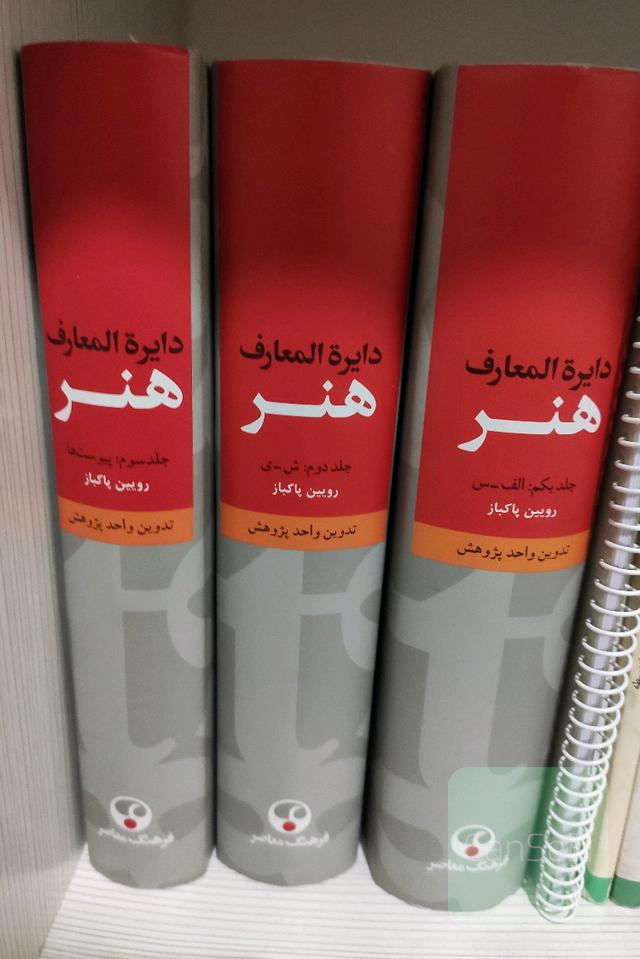 دایرة المعارف
هنر
جلد یکم: الف-س
رویین پاکباز
تدوین واحد پژوهش
فرهنگ معاصر
دایرة المعارف
هنر
جلد دوم: ش-ی
رویین پاکباز
تدوین واحد پژوهش
فرهنگ معاصر
دایرة المعارف
هنر
جلد سوم: پیوست‌ها
رویین پاکباز
تدوین واحد پژوهش
فرهنگ معاصر